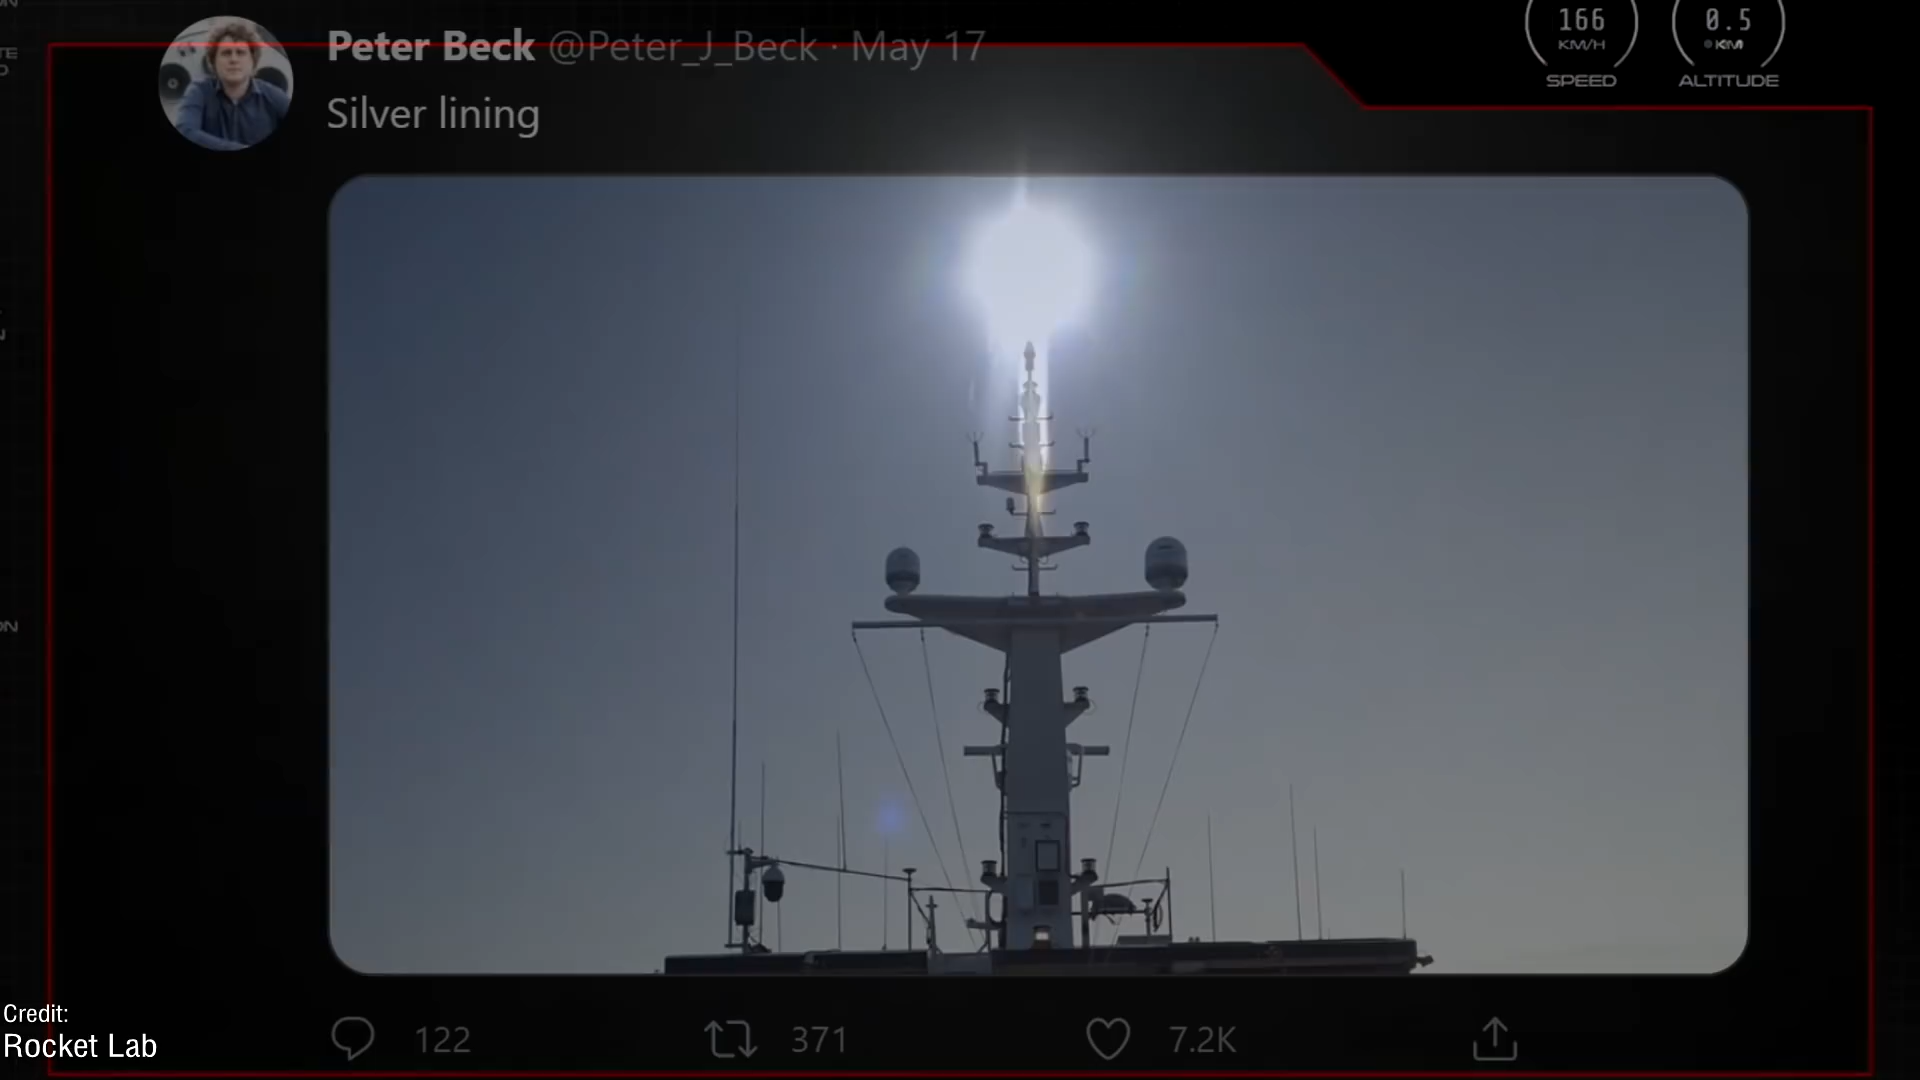 Peter Beck @Peter_J_Beck · May 17
Silver lining
166
KM/H
SPEED
0.5
KM
ALTITUDE
122
371
7.2K
Credit:
Rocket Lab